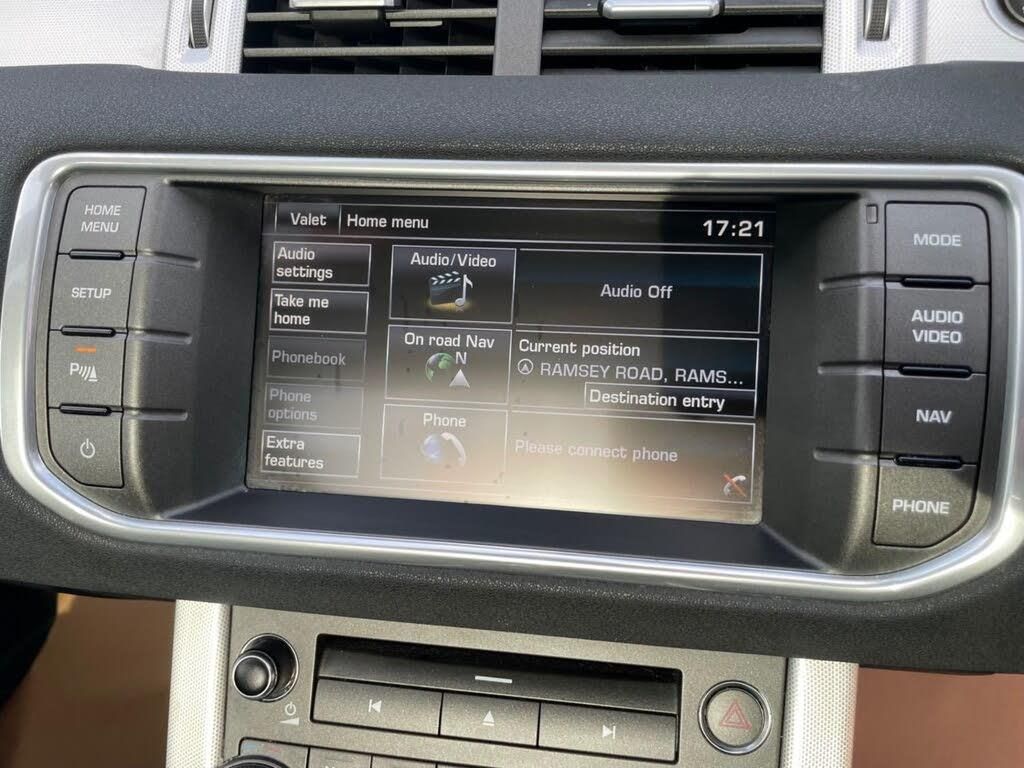 HOME
MENU
SETUP
P
Valet
Home menu
17:21
Audio
settings
Take me
home
Phonebook
Phone
options
Extra
features
Audio/Video
Audio Off
On road Nav
N
Current position
RAMSEY ROAD, RAMS...
Destination entry
Phone
Please connect phone
MODE
AUDIO
VIDEO
NAV
PHONE